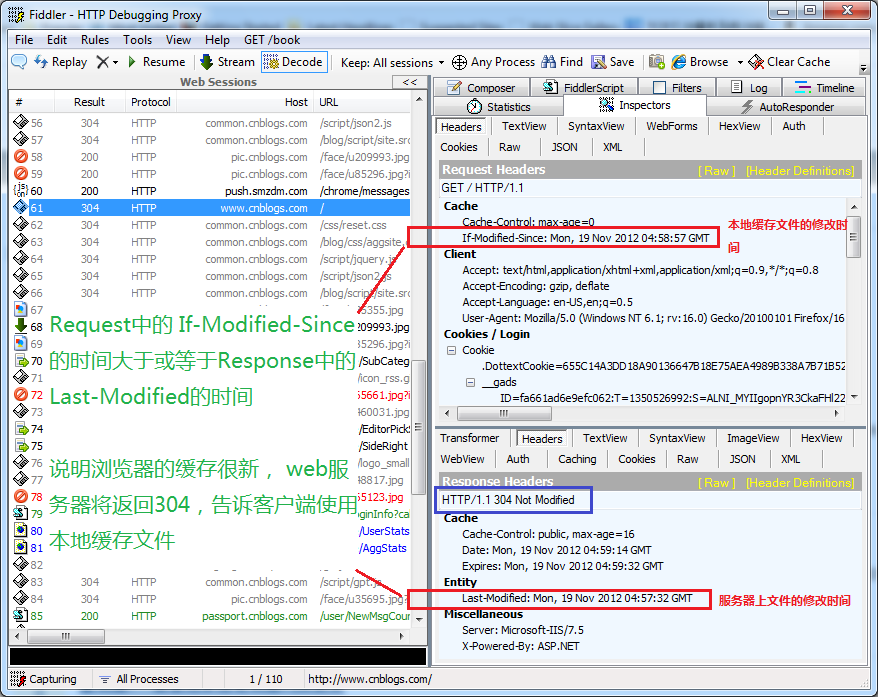 Fiddler - HTTP Debugging Proxy
File Edit Rules Tools View Help GET /book
Replay Resume Stream Decode Keep: All sessions Any Process Find Save Browse Clear Cache
Web Sessions <<
# Result Protocol Host URL
56 304 HTTP common.cnblogs.com /script/json2.js
57 304 HTTP common.cnblogs.com /blog/script/site.src
58 200 HTTP pic.cnblogs.com /face/u209993.jpg
59 200 HTTP pic.cnblogs.com /face/u85296.jpg?i
60 200 HTTP push.smzdm.com /chrome/messages
61 304 HTTP www.cnblogs.com /
62 304 HTTP common.cnblogs.com /css/reset.css
63 304 HTTP common.cnblogs.com /blog/css/aggsite.
64 304 HTTP common.cnblogs.com /script/jquery.js
65 304 HTTP common.cnblogs.com /script/json2.js
66 304 HTTP common.cnblogs.com /blog/script/site.src
67 5355.jpg
68 209993.jpg
69 5296.jpg?i
70 /SubCateg
71 icon_rss.g
72 5661.jpg?i
73 460031.jpg
74 /EditorPickS
75 /SideRight
76 /logo_small
77 48817.jpg
78 65123.jpg
79 ginInfo?ca
80 /UserStats
81 /AggStats
82
83 304 HTTP common.cnblogs.com /script/gpt.js
84 304 HTTP pic.cnblogs.com /face/u35695.jpg?i
85 200 HTTP passport.cnblogs.com /user/NewMsgCou
Request中的 If-Modified-Since
的时间大于或等于Response中的
Last-Modified的时间
说明浏览器的缓存很新， web服
务器将返回304，告诉客户端使用
本地缓存文件
Composer FiddlerScript Filters Log Timeline
Statistics Inspectors AutoResponder
Headers TextView SyntaxView WebForms HexView Auth
Cookies Raw JSON XML
Request Headers [ Raw ] [Header Definitions]
GET / HTTP/1.1
Cache
Cache-Control: max-age=0
If-Modified-Since: Mon, 19 Nov 2012 04:58:57 GMT
本地缓存文件的修改时
间
Client
Accept: text/html,application/xhtml+xml,application/xml;q=0.9,*/*;q=0.8
Accept-Encoding: gzip, deflate
Accept-Language: en-US,en;q=0.5
User-Agent: Mozilla/5.0 (Windows NT 6.1; rv:16.0) Gecko/20100101 Firefox/16
Cookies / Login
Cookie
.DottextCookie=655C14A3DD18A90136647B18E75AEA4989B338A7B71B52
__gads
ID=fa661ad6e9efc062:T=1350526992:S=ALNI_MYIIgopnYR3CkaFHl22
Transformer Headers TextView SyntaxView ImageView HexView
WebView Auth Caching Cookies Raw JSON XML
Response Headers [ Raw ] [Header Definitions]
HTTP/1.1 304 Not Modified
Cache
Cache-Control: public, max-age=16
Date: Mon, 19 Nov 2012 04:59:14 GMT
Expires: Mon, 19 Nov 2012 04:59:32 GMT
Entity
Last-Modified: Mon, 19 Nov 2012 04:57:32 GMT
服务器上文件的修改时间
Miscellaneous
Server: Microsoft-IIS/7.5
X-Powered-By: ASP.NET
Capturing All Processes 1 / 110 http://www.cnblogs.com/